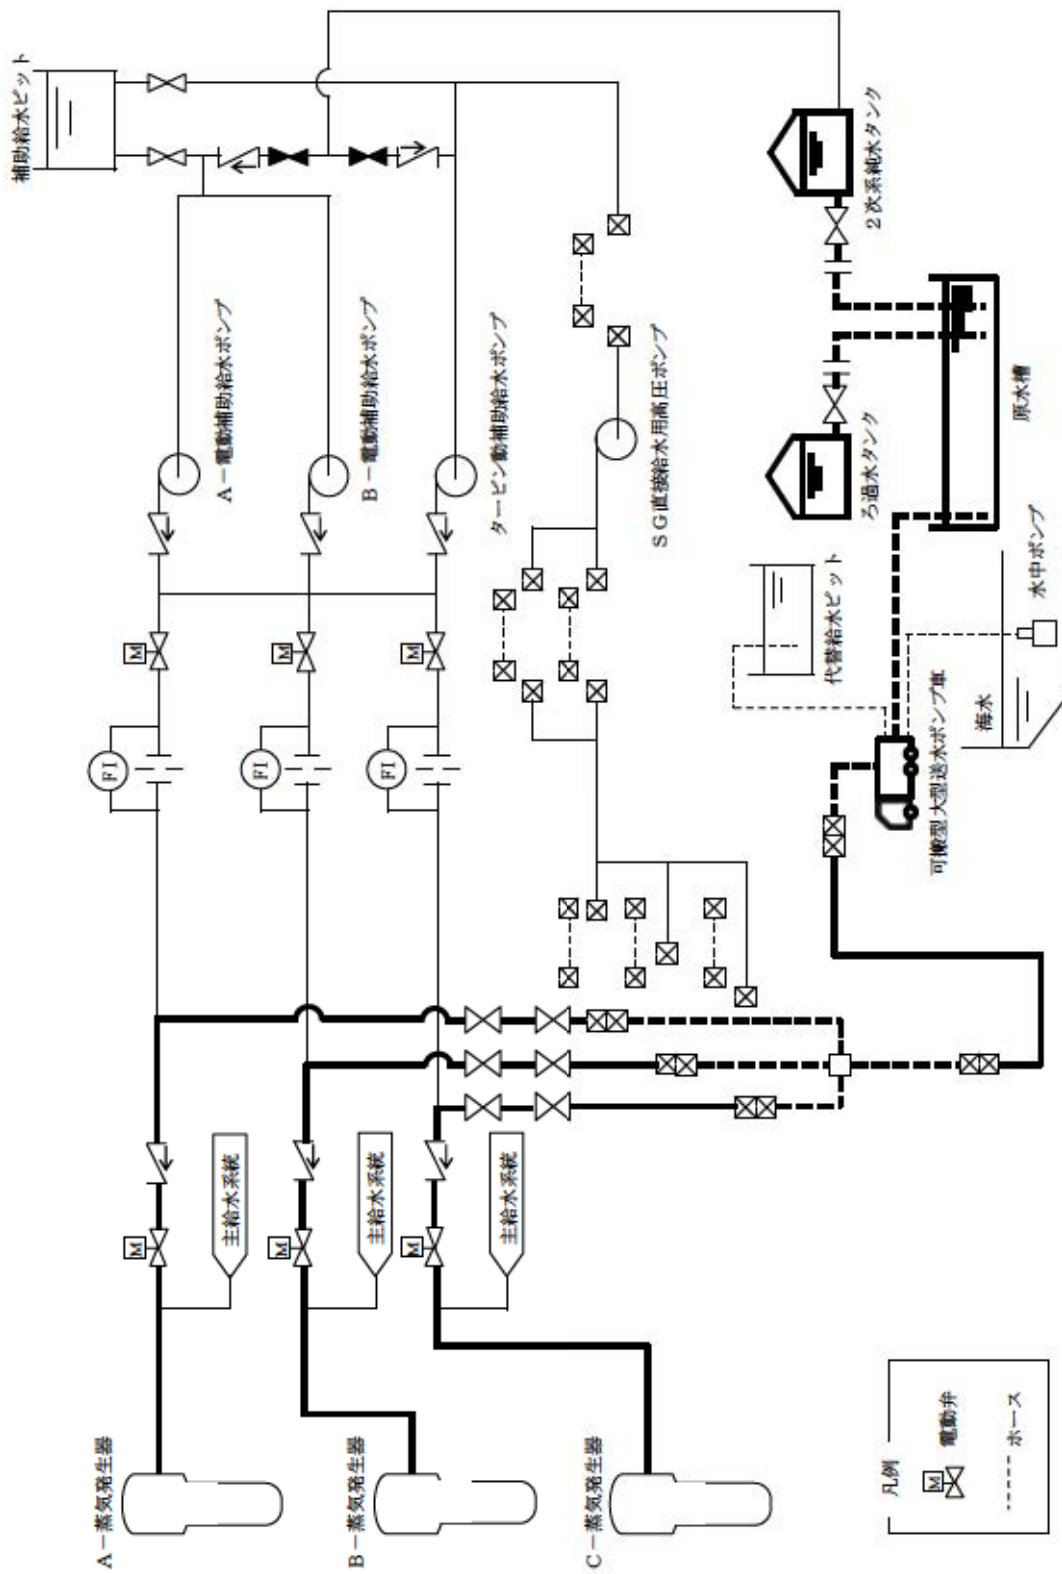 A－蒸気発生器
B－蒸気発生器
C－蒸気発生器
M
M
M
主給水系統
主給水系統
主給水系統
FI
FI
FI
M
M
M
A－電動補助給水ポンプ
B－電動補助給水ポンプ
タービン動補助給水ポンプ
SG直接給水用高圧ポンプ
補助給水ピット
2次系純水タンク
ろ過水タンク
原水槽
代替給水ピット
海水
水中ポンプ
可搬型大型送水ポンプ車
凡例
M
電動弁
ホース